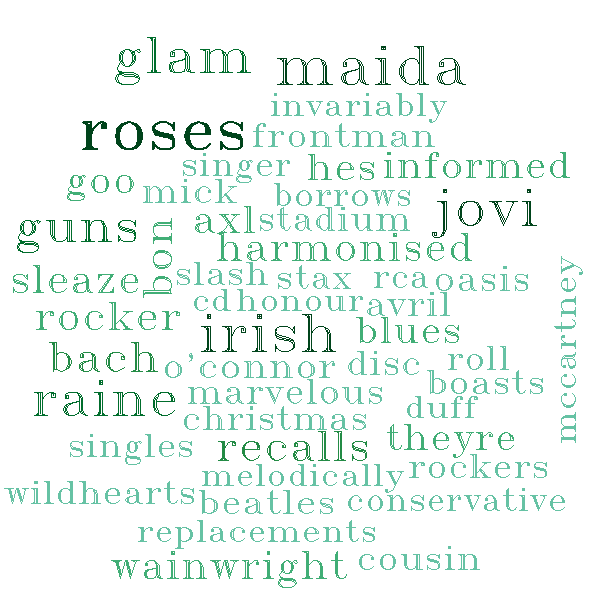 glam maida
invariably
roses frontman
singer hes informed
goo mick borrows
guns axl stadium jovi
bon harmonised
sleaze slash stax rca oasis
cd honour avril
rocker irish blues
mccartney
bach o'connor disc roll
raine marvelous boasts
christmas duff
singles recalls theyre
melodically rockers
wildhearts beatles conservative
replacements
wainwright cousin